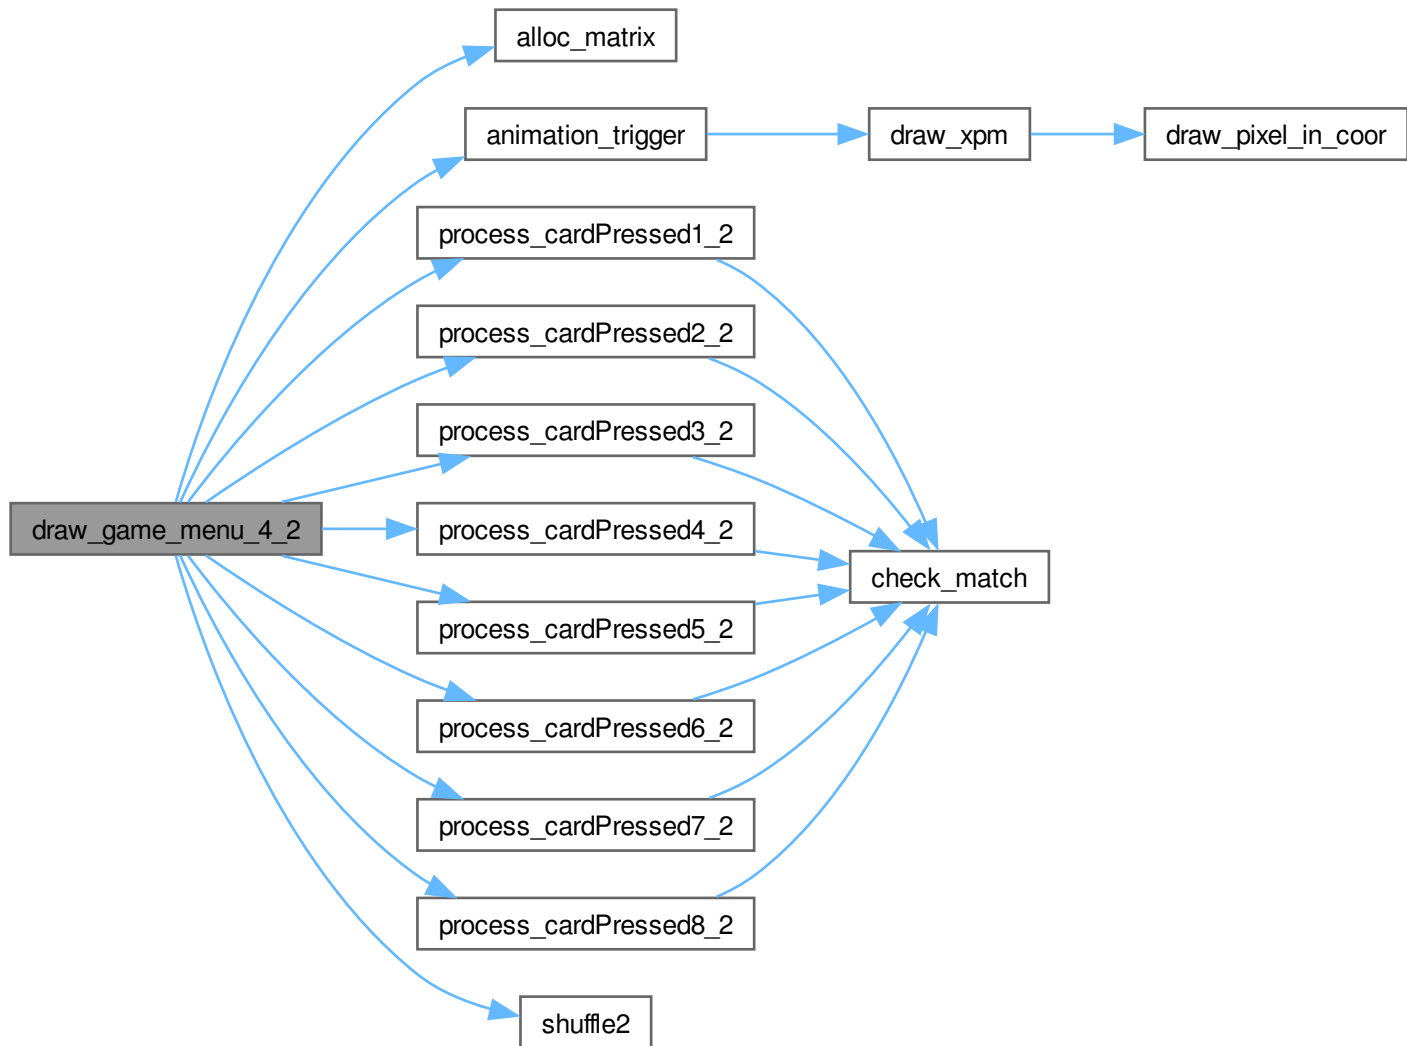 alloc_matrix
animation_trigger
draw_xpm
draw_pixel_in_coor
process_cardPressed1_2
process_cardPressed2_2
process_cardPressed3_2
draw_game_menu_4_2
process_cardPressed4_2
check_match
process_cardPressed5_2
process_cardPressed6_2
process_cardPressed7_2
process_cardPressed8_2
shuffle2